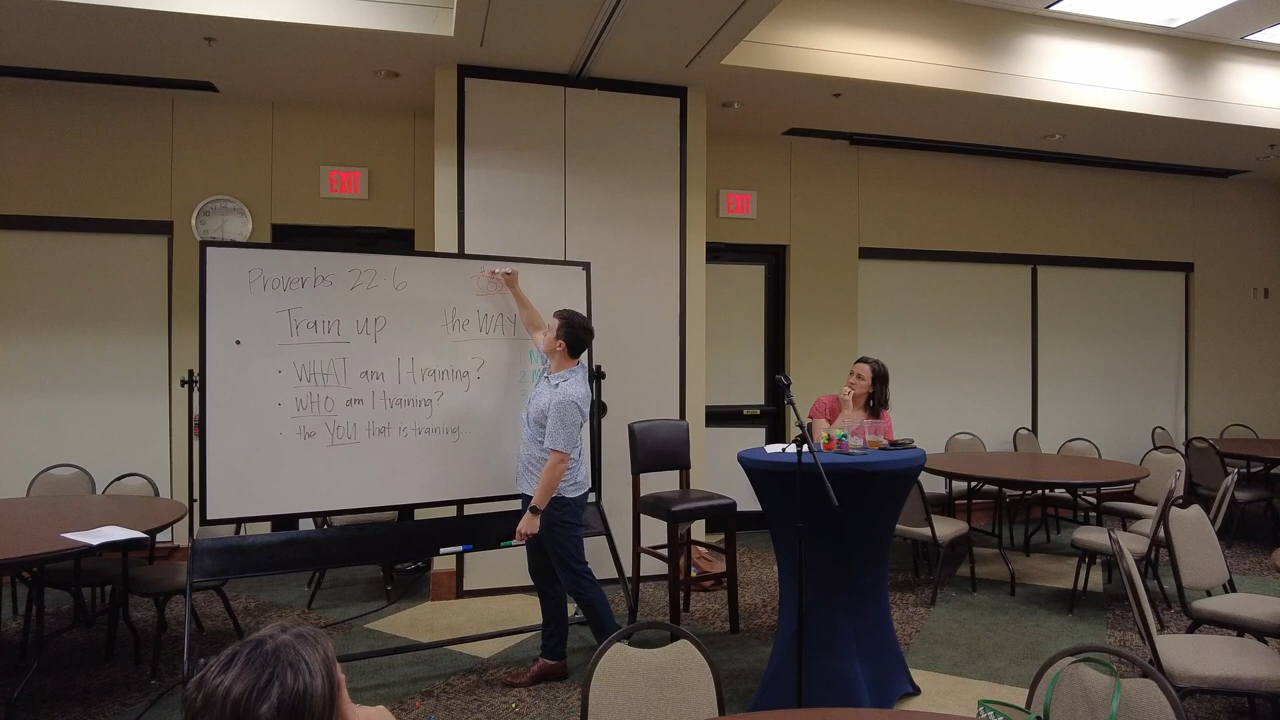 EXIT
EXIT
Proverbs 22:6
Train up the WAY
• WHAT am I training?
• WHO am I training?
• the YOU that is training...